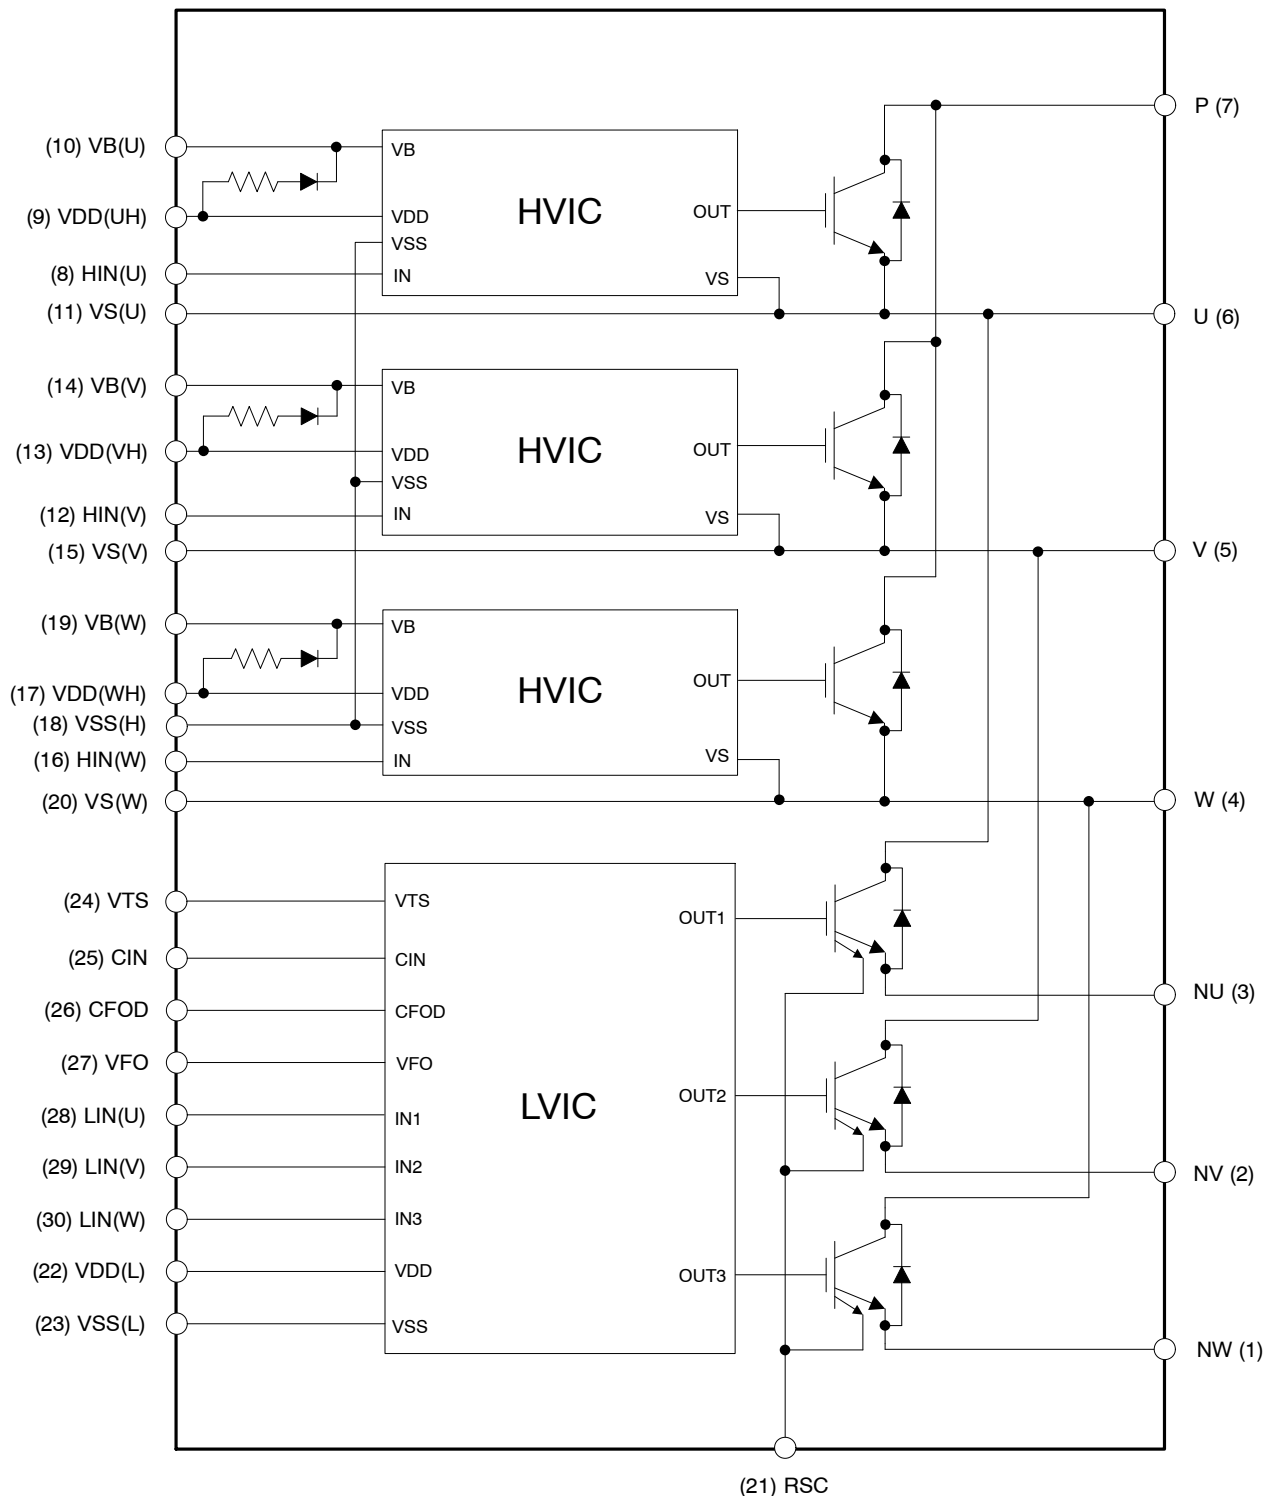 P (7)
(10) VB(U)
VB
HVIC
OUT
(9) VDD(UH)
VDD
VSS
(8) HIN(U)
IN
VS
(11) VS(U)
U (6)
(14) VB(V)
VB
HVIC
OUT
(13) VDD(VH)
VDD
VSS
(12) HIN(V)
IN
VS
(15) VS(V)
V (5)
(19) VB(W)
VB
HVIC
OUT
(17) VDD(WH)
VDD
(18) VSS(H)
VSS
(16) HIN(W)
IN
VS
(20) VS(W)
W (4)
(24) VTS
VTS
OUT1
(25) CIN
CIN
NU (3)
(26) CFOD
CFOD
(27) VFO
VFO
OUT2
LVIC
(28) LIN(U)
IN1
(29) LIN(V)
IN2
NV (2)
(30) LIN(W)
IN3
(22) VDD(L)
VDD
OUT3
(23) VSS(L)
VSS
NW (1)
(21) RSC